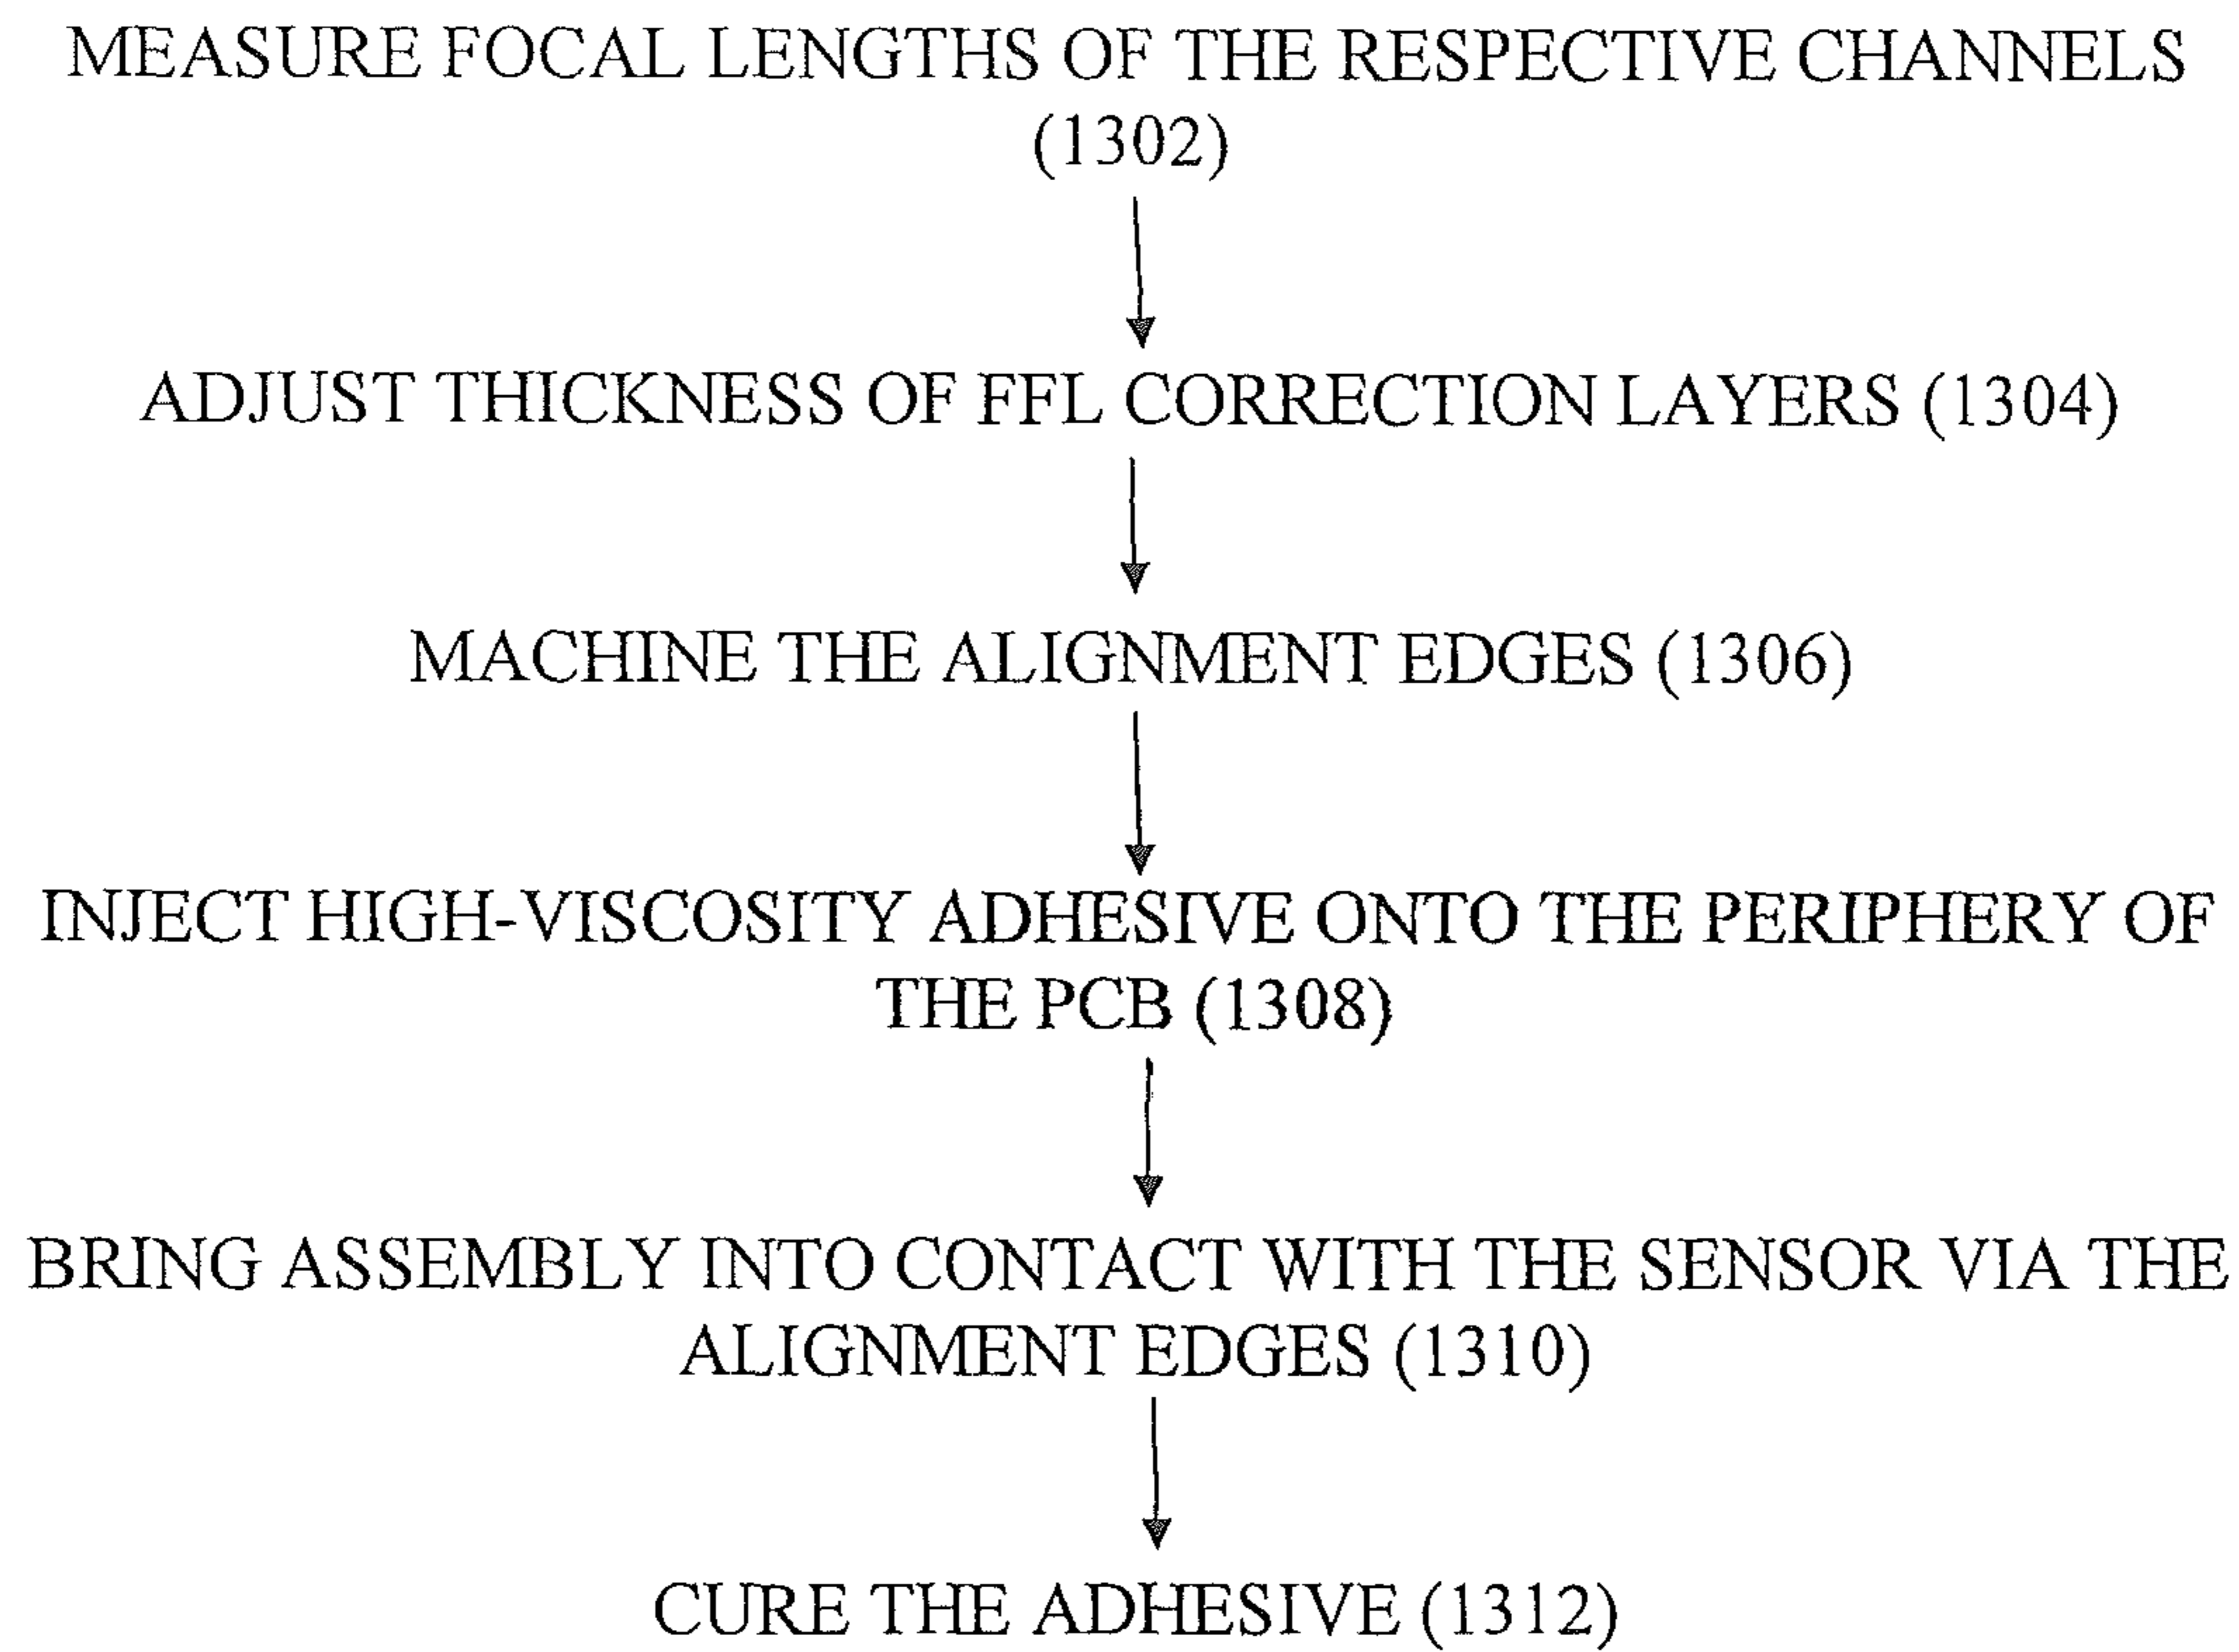 MEASURE FOCAL LENGTHS OF THE RESPECTIVE CHANNELS
(1302)
ADJUST THICKNESS OF FFL CORRECTION LAYERS (1304)
MACHINE THE ALIGNMENT EDGES (1306)
INJECT HIGH-VISCOSITY ADHESIVE ONTO THE PERIPHERY OF
THE PCB (1308)
BRING ASSEMBLY INTO CONTACT WITH THE SENSOR VIA THE
ALIGNMENT EDGES (1310)
CURE THE ADHESIVE (1312)